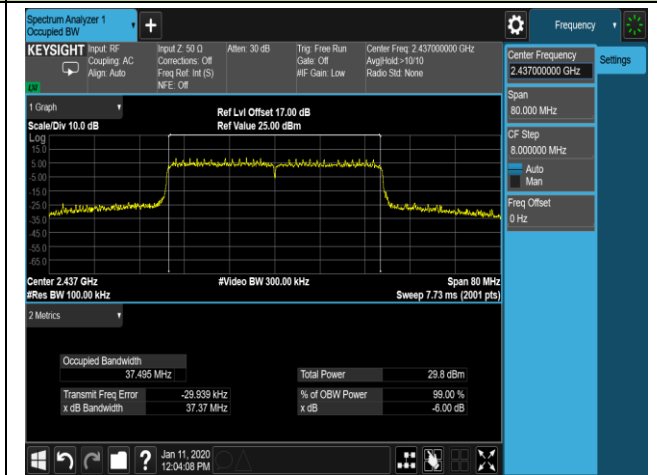 Spectrum Analyzer 1
Occupied BW
KEYSIGHT
Input: RF
Coupling: AC
Align: Auto
Input Z: 50 Ω
Corrections: Off
Freq Ref: Int (S)
NFE: Off
Atten: 30 dB
Trig: Free Run
Gate: Off
#IF Gain: Low
Center Freq: 2.437000000 GHz
Avg|Hold:>10/10
Radio Std: None
1 Graph
Scale/Div 10.0 dB
Ref Lvl Offset 17.00 dB
Ref Value 25.00 dBm
Log
15.0
5.00
-5.00
-15.0
-25.0
-35.0
-45.0
-55.0
-65.0
Center 2.437 GHz
#Video BW 300.00 kHz
Span 80 MHz
#Res BW 100.00 kHz
Sweep 7.73 ms (2001 pts)
2 Metrics
Occupied Bandwidth
37.495 MHz
Total Power 29.8 dBm
Transmit Freq Error -29.939 kHz
% of OBW Power 99.00 %
x dB Bandwidth 37.37 MHz
x dB -6.00 dB
Jan 11, 2020
12:04:08 PM
Frequency
Settings
Center Frequency
2.437000000 GHz
Span
80.000 MHz
CF Step
8.000000 MHz
Auto
Man
Freq Offset
0 Hz